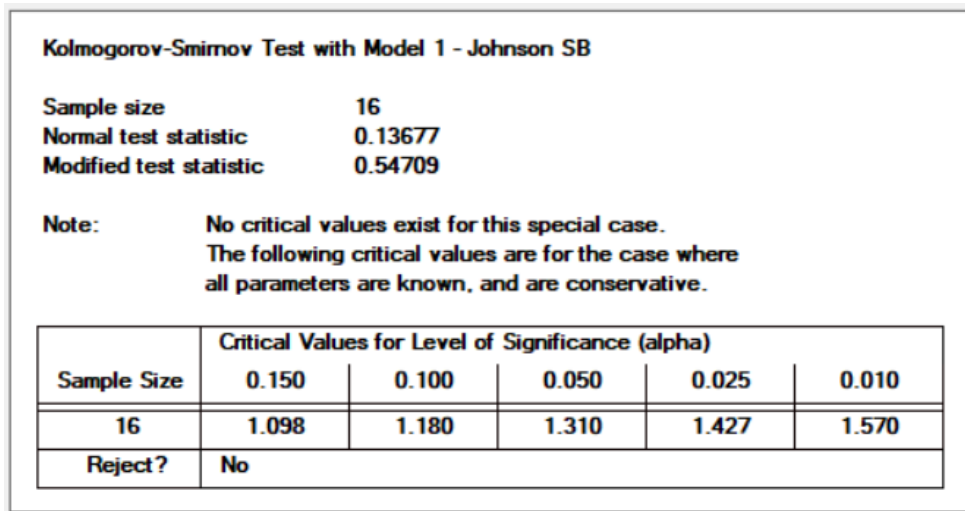 Kolmogorov-Smirnov Test with Model 1 - Johnson SB
Sample size 16
Normal test statistic 0.13677
Modified test statistic 0.54709
Note: No critical values exist for this special case.
The following critical values are for the case where
all parameters are known, and are conservative.
Critical Values for Level of Significance (alpha)
Sample Size 0.150 0.100 0.050 0.025 0.010
16 1.098 1.180 1.310 1.427 1.570
Reject? No